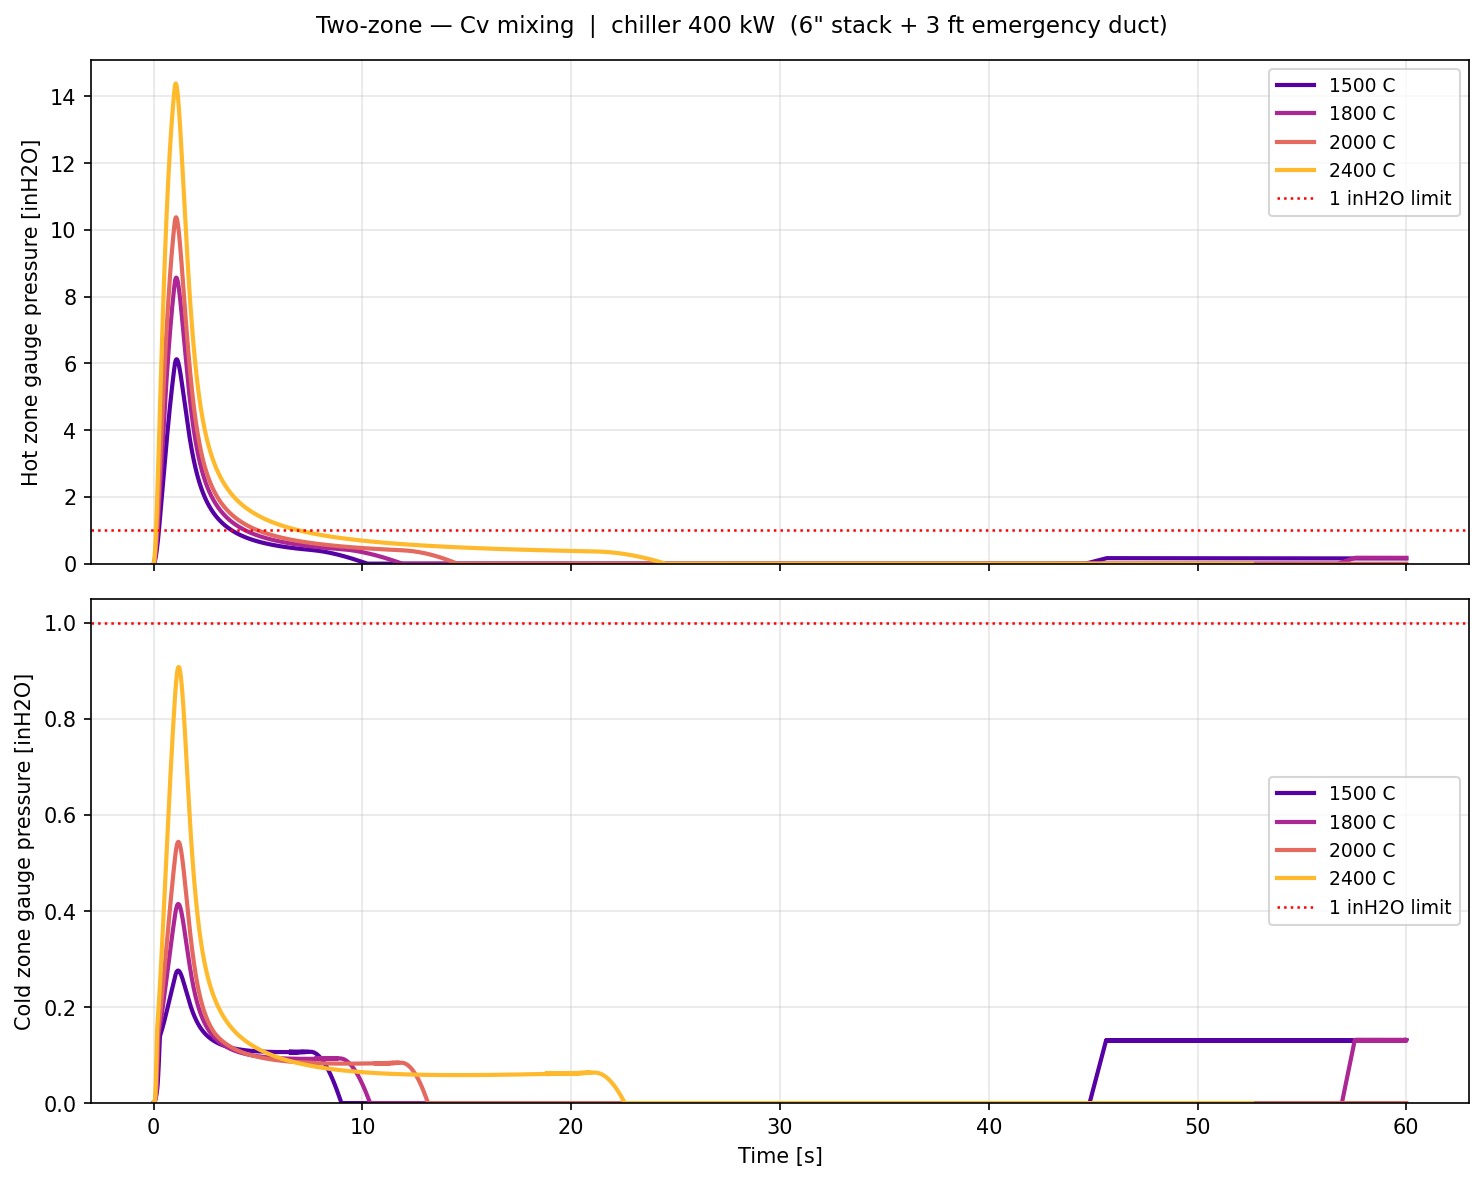 Two-zone — Cv mixing | chiller 400 kW (6" stack + 3 ft emergency duct)
Hot zone gauge pressure [inH2O]
14
12
10
8
6
4
2
0
1500 C
1800 C
2000 C
2400 C
1 inH2O limit
Cold zone gauge pressure [inH2O]
1.0
0.8
0.6
0.4
0.2
0.0
1500 C
1800 C
2000 C
2400 C
1 inH2O limit
0
10
20
30
40
50
60
Time [s]